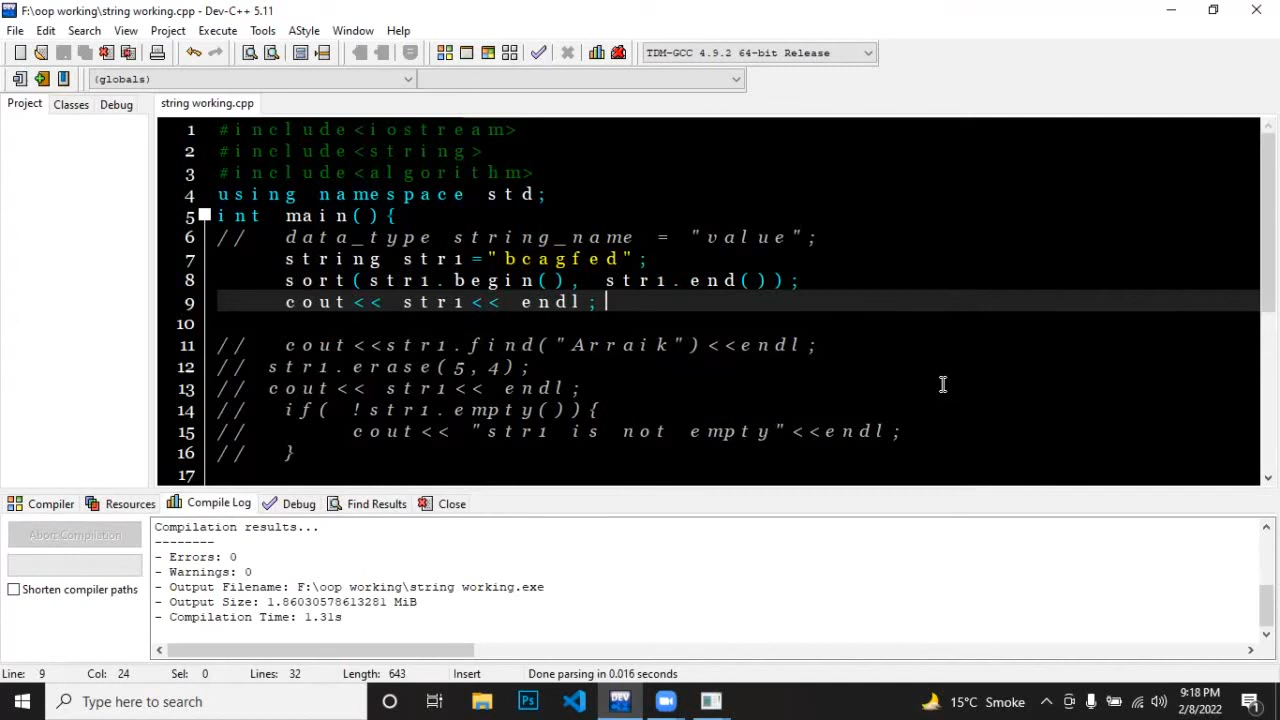 F:\oop working\string working.cpp - Dev-C++ 5.11
File Edit Search View Project Execute Tools AStyle Window Help
TDM-GCC 4.9.2 64-bit Release
(globals)
Project Classes Debug
string working.cpp
1 #include<iostream>
2 #include<string>
3 #include<algorithm>
4 using namespace std;
5 int main(){
6 // data_type string_name = "value";
7 string str1="bcagfed";
8 sort(str1.begin(), str1.end());
9 cout<< str1<< endl;
10
11 // cout<<str1.find("Arraik")<<endl;
12 // str1.erase(5,4);
13 // cout<< str1<< endl;
14 // if( !str1.empty()){
15 // cout<< "str1 is not empty"<<endl;
16 // }
17
Compiler Resources Compile Log Debug Find Results Close
Abort Compilation
Shorten compiler paths
Compilation results...
--------
- Errors: 0
- Warnings: 0
- Output Filename: F:\oop working\string working.exe
- Output Size: 1.86030578613281 MiB
- Compilation Time: 1.31s
Line: 9 Col: 24 Sel: 0 Lines: 32 Length: 643 Insert Done parsing in 0.016 seconds
Type here to search
Ps
DEV
15°C Smoke
9:18 PM
2/8/2022
1